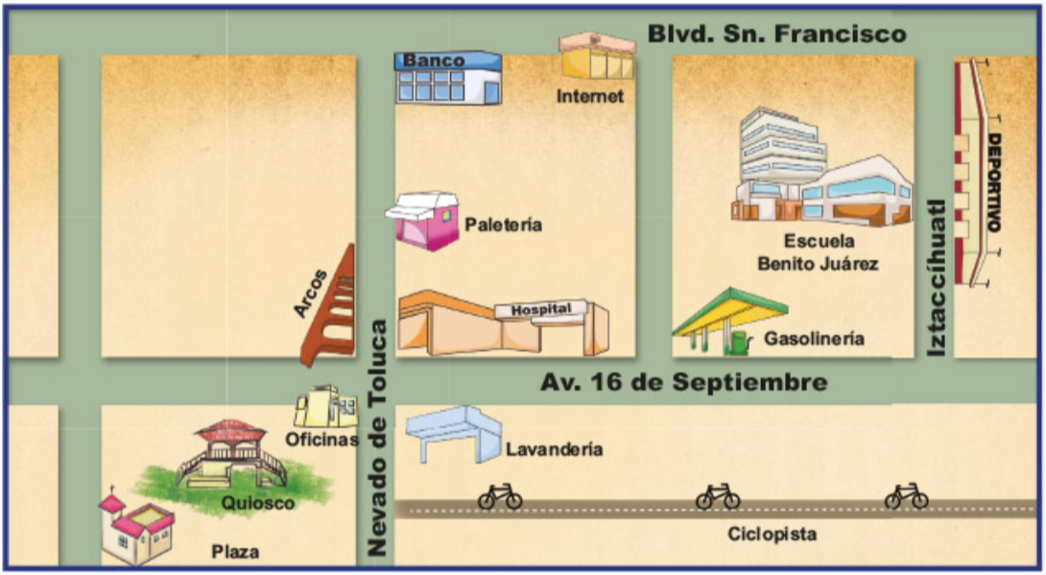 Blvd. Sn. Francisco
Banco
Internet
DEPORTIVO
Paletería
Escuela
Benito Juárez
Iztaccíhuatl
Arcos
Hospital
Gasolinería
Nevado de Toluca
Av. 16 de Septiembre
Oficinas
Lavandería
Quiosco
Ciclopista
Plaza